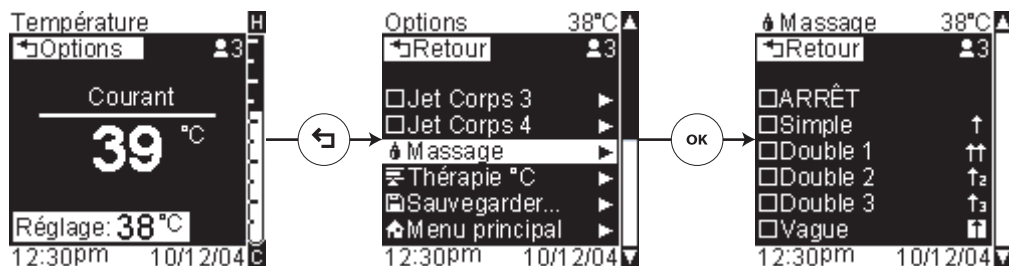 Température H
Options 3
Courant
39 °C
Réglage: 38 °C
12:30pm 10/12/04 C
Options 38°C
Retour 3
Jet Corps 3
Jet Corps 4
Massage
Thérapie °C
Sauvegarder...
Menu principal
12:30pm 10/12/04
OK
Massage 38°C
Retour 3
ARRÊT
Simple
Double 1
Double 2 2
Double 3 3
Vague
12:30pm 10/12/04